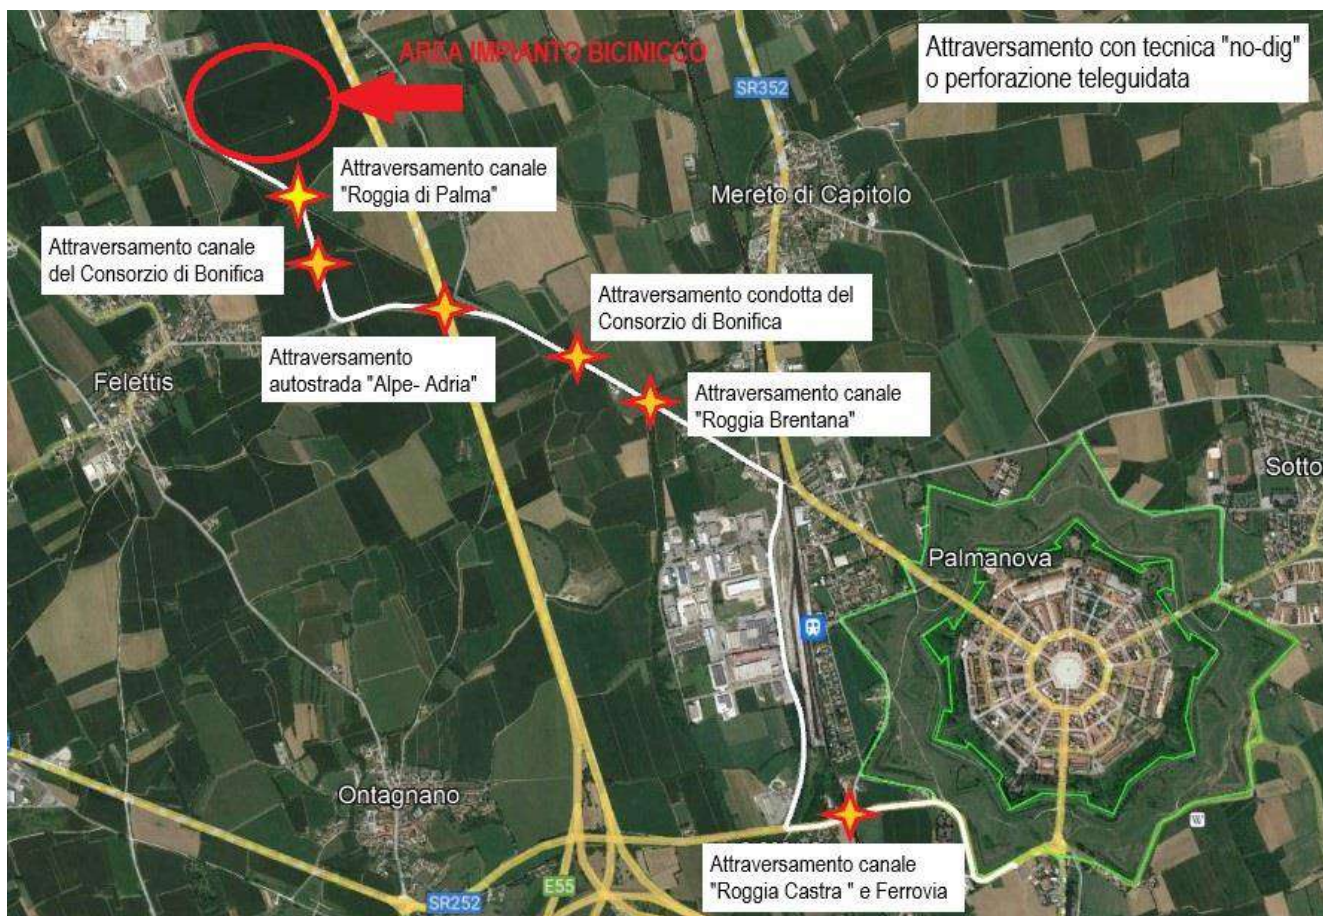 AREA IMPIANTO BICINICCO
Attraversamento con tecnica "no-dig"
o perforazione teleguidata
SR352
Attraversamento canale
"Roggia di Palma"
Mereto di Capitolo
Attraversamento canale
del Consorzio di Bonifica
Attraversamento condotta del
Consorzio di Bonifica
Attraversamento
autostrada "Alpe- Adria"
Felettis
Attraversamento canale
"Roggia Brentana"
Sotto
Palmanova
Ontagnano
W
Attraversamento canale
"Roggia Castra " e Ferrovia
E55
SR252